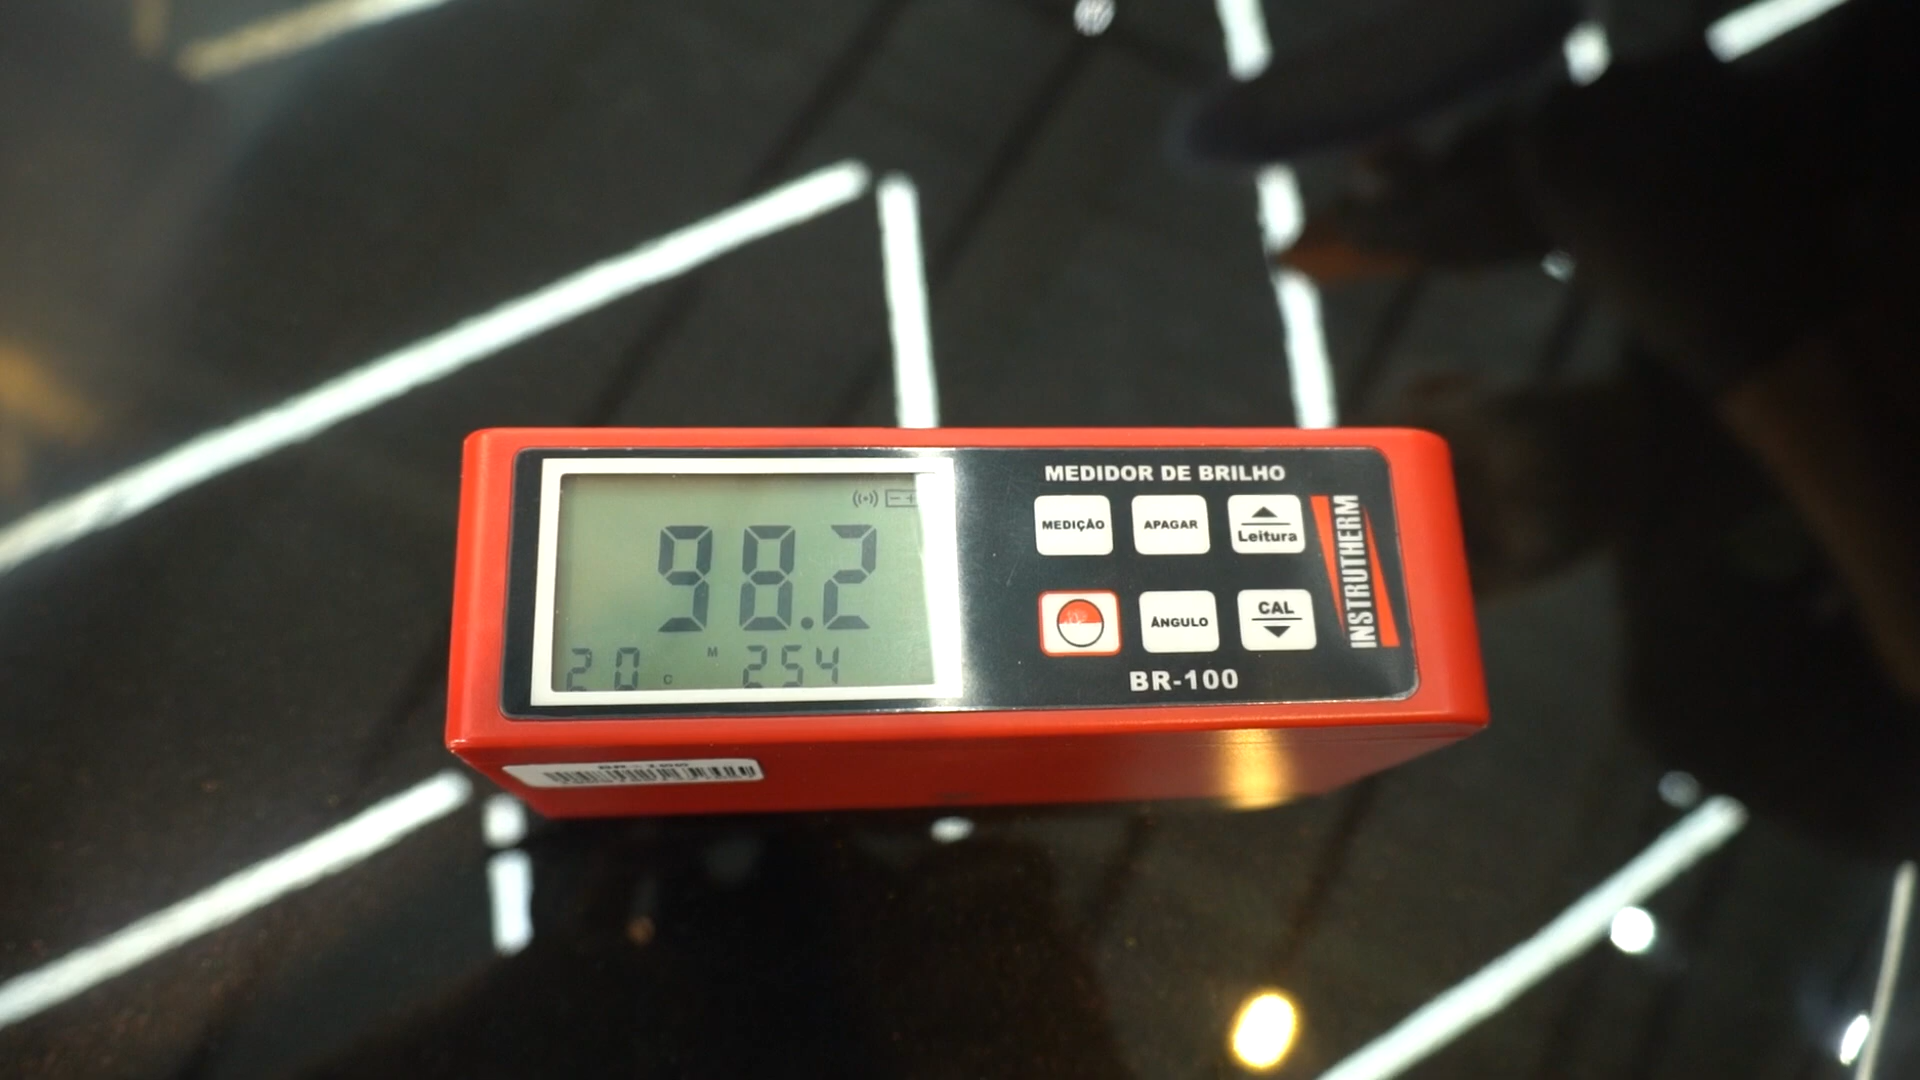 MEDIDOR DE BRILHO
98.2
20 C M 254
MEDIÇÃO APAGAR Leitura
ÂNGULO CAL
INSTRUTHERM
BR-100